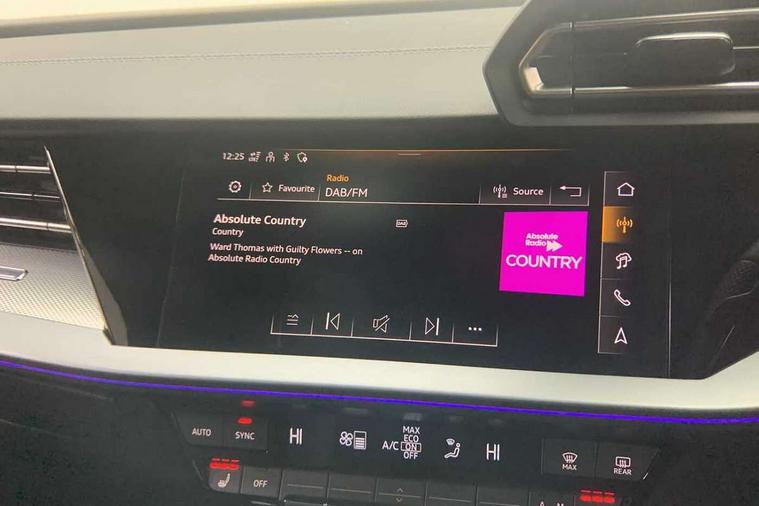 12:25
Radio
Favourite
DAB/FM
Source
Absolute Country
Country
Ward Thomas with Guilty Flowers -- on
Absolute Radio Country
Absolute
Radio
COUNTRY
AUTO
SYNC
HI
A/C
MAX
ECO
ON
OFF
HI
MAX
REAR
OFF